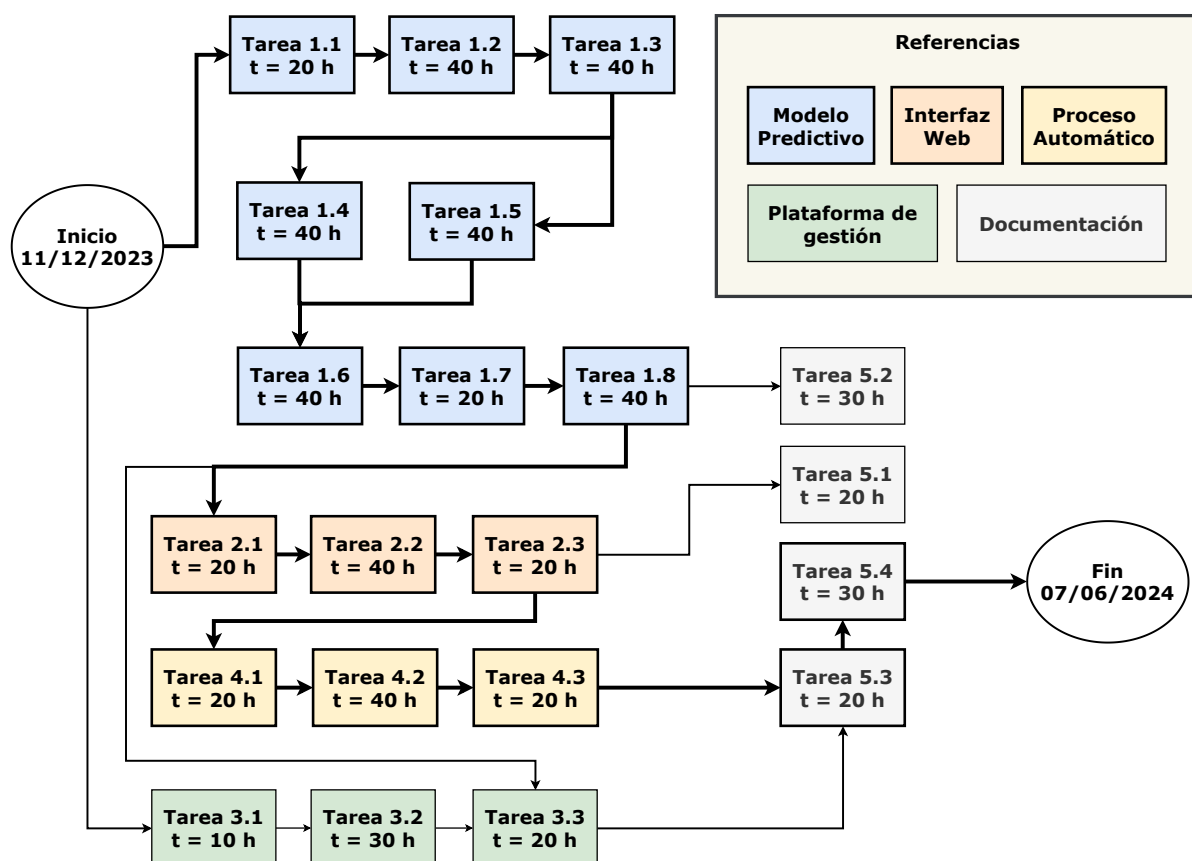 Tarea 1.1
t = 20 h
Tarea 1.2
t = 40 h
Tarea 1.3
t = 40 h
Referencias
Modelo
Predictivo
Interfaz
Web
Proceso
Automático
Plataforma de
gestión
Documentación
Inicio
11/12/2023
Tarea 1.4
t = 40 h
Tarea 1.5
t = 40 h
Tarea 1.6
t = 40 h
Tarea 1.7
t = 20 h
Tarea 1.8
t = 40 h
Tarea 5.2
t = 30 h
Tarea 5.1
t = 20 h
Tarea 2.1
t = 20 h
Tarea 2.2
t = 40 h
Tarea 2.3
t = 20 h
Tarea 5.4
t = 30 h
Fin
07/06/2024
Tarea 4.1
t = 20 h
Tarea 4.2
t = 40 h
Tarea 4.3
t = 20 h
Tarea 5.3
t = 20 h
Tarea 3.1
t = 10 h
Tarea 3.2
t = 30 h
Tarea 3.3
t = 20 h